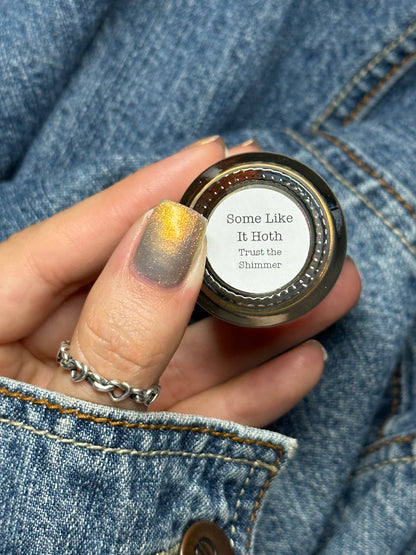 Some Like
It Hoth
Trust the
Shimmer